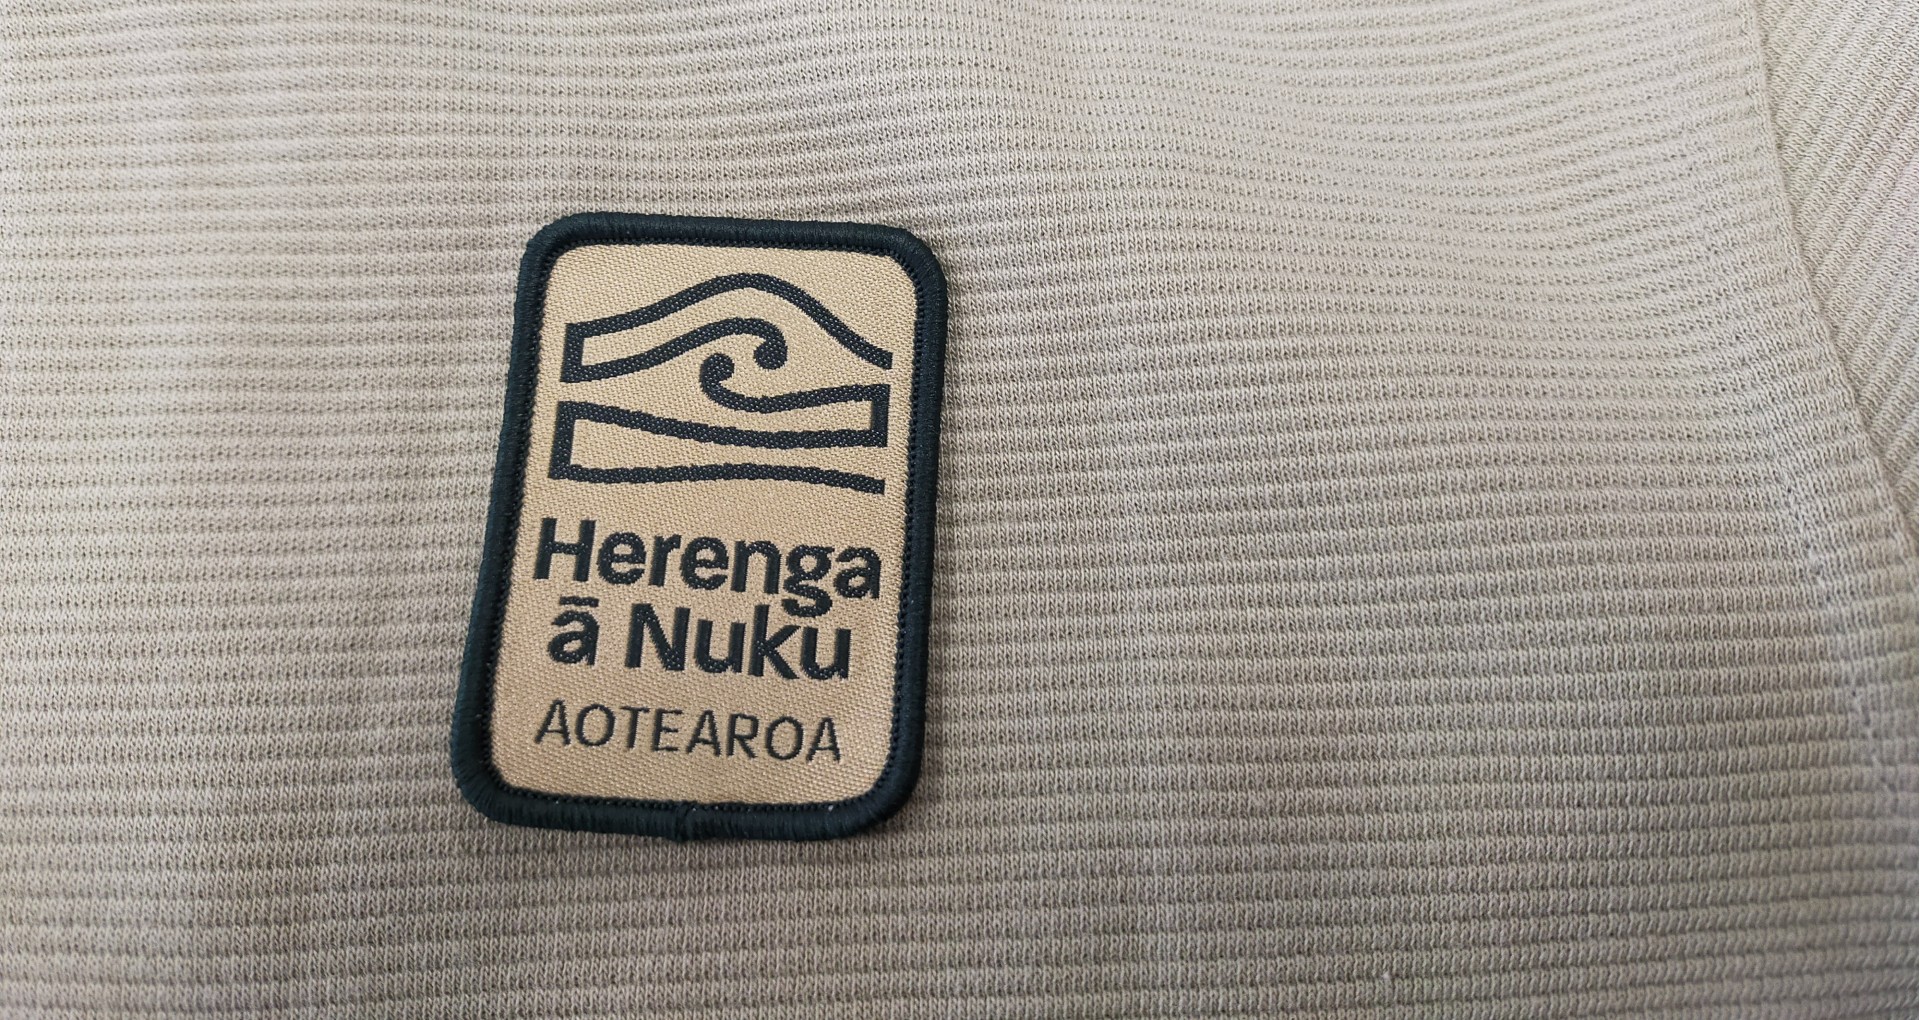 Herenga
ā Nuku
AOTEAROA